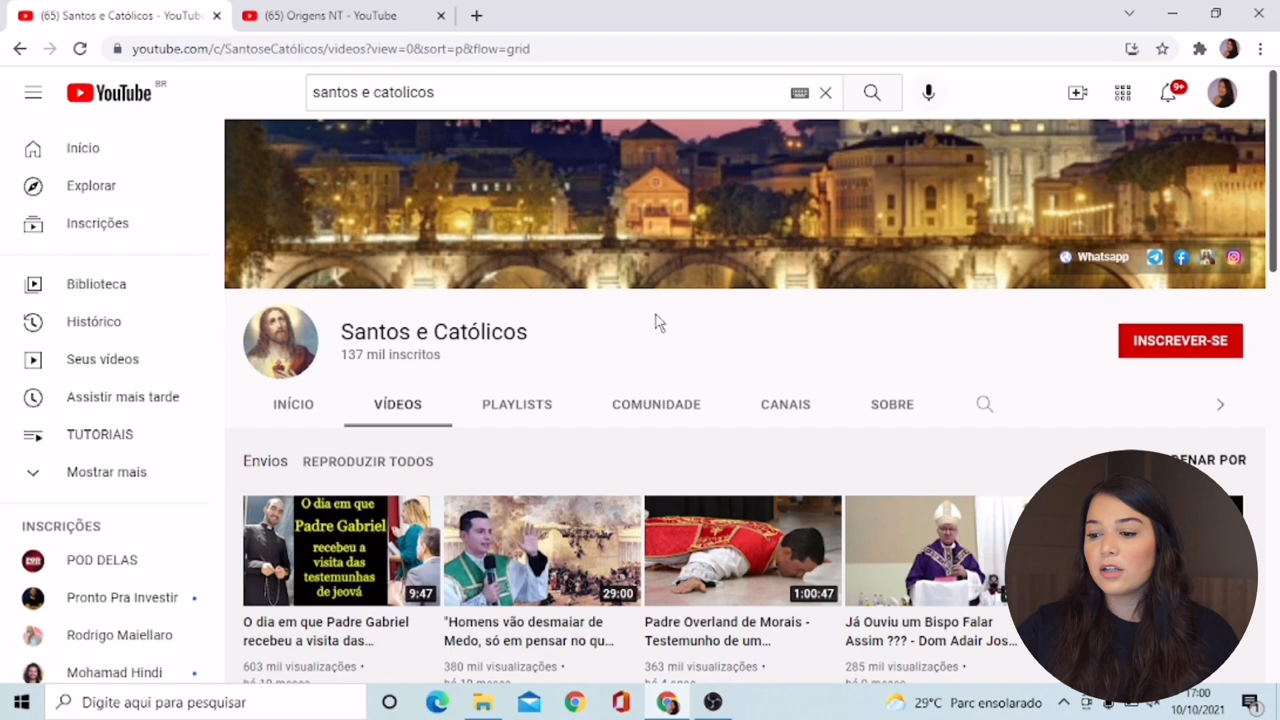 (65) Santos e Católicos - YouTube
(65) Origens NT - YouTube
youtube.com/c/SantoseCatólicos/videos?view=0&sort=p&flow=grid
YouTube BR
santos e catolicos
9+
Início
Explorar
Inscrições
Biblioteca
Histórico
Seus vídeos
Assistir mais tarde
TUTORIAIS
Mostrar mais
INSCRIÇÕES
POD DELAS
Pronto Pra Investir
Rodrigo Maiellaro
Mohamad Hindi
Whatsapp
Santos e Católicos
137 mil inscritos
INSCREVER-SE
INÍCIO
VÍDEOS
PLAYLISTS
COMUNIDADE
CANAIS
SOBRE
Envios
REPRODUZIR TODOS
ENAR POR
O dia em que
Padre Gabriel
recebeu a
visita das
testemunhas
de jeová
9:47
29:00
1:00:47
O dia em que Padre Gabriel
recebeu a visita das...
603 mil visualizações •
"Homens vão desmaiar de
Medo, só em pensar no qu...
380 mil visualizações •
Padre Overland de Morais -
Testemunho de um...
363 mil visualizações •
Já Ouviu um Bispo Falar
Assim ??? - Dom Adair Jos...
285 mil visualizações •
Digite aqui para pesquisar
29°C Parc ensolarado
17:00
10/10/2021
1